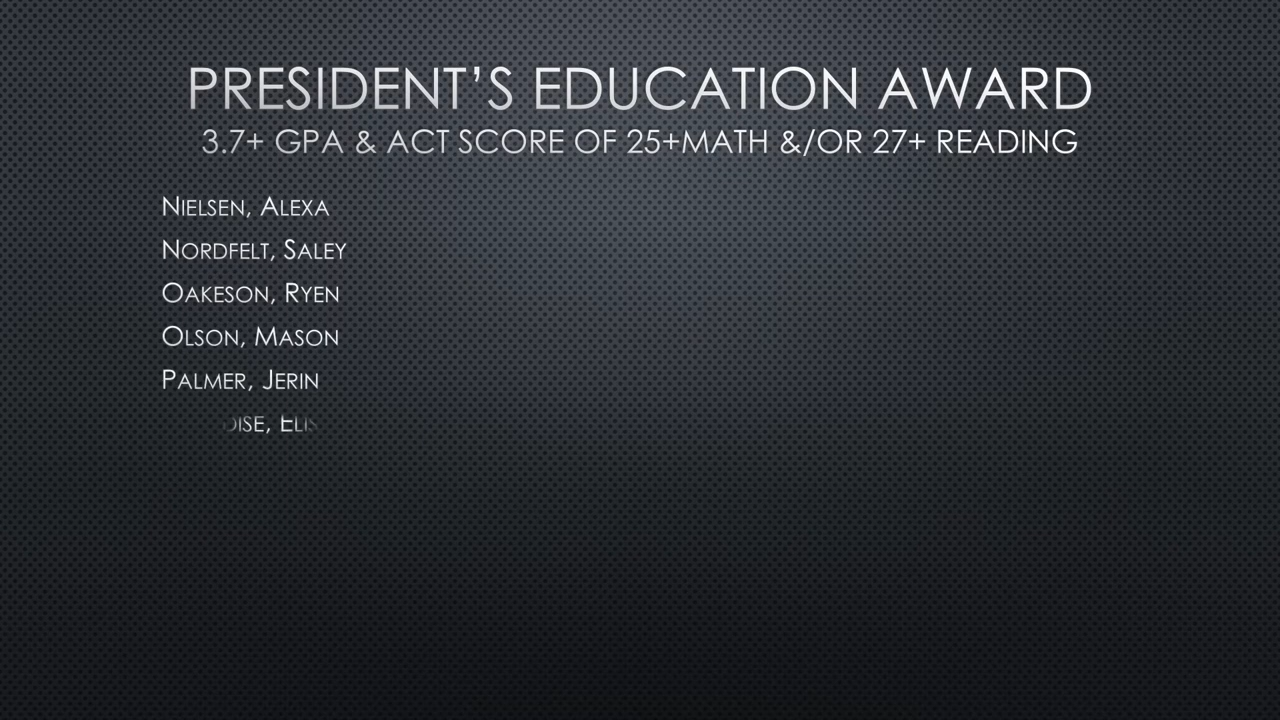 PRESIDENT'S EDUCATION AWARD
3.7+ GPA & ACT SCORE OF 25+MATH &/OR 27+ READING
NIELSEN, ALEXA
NORDFELT, SALEY
OAKESON, RYEN
OLSON, MASON
PALMER, JERIN